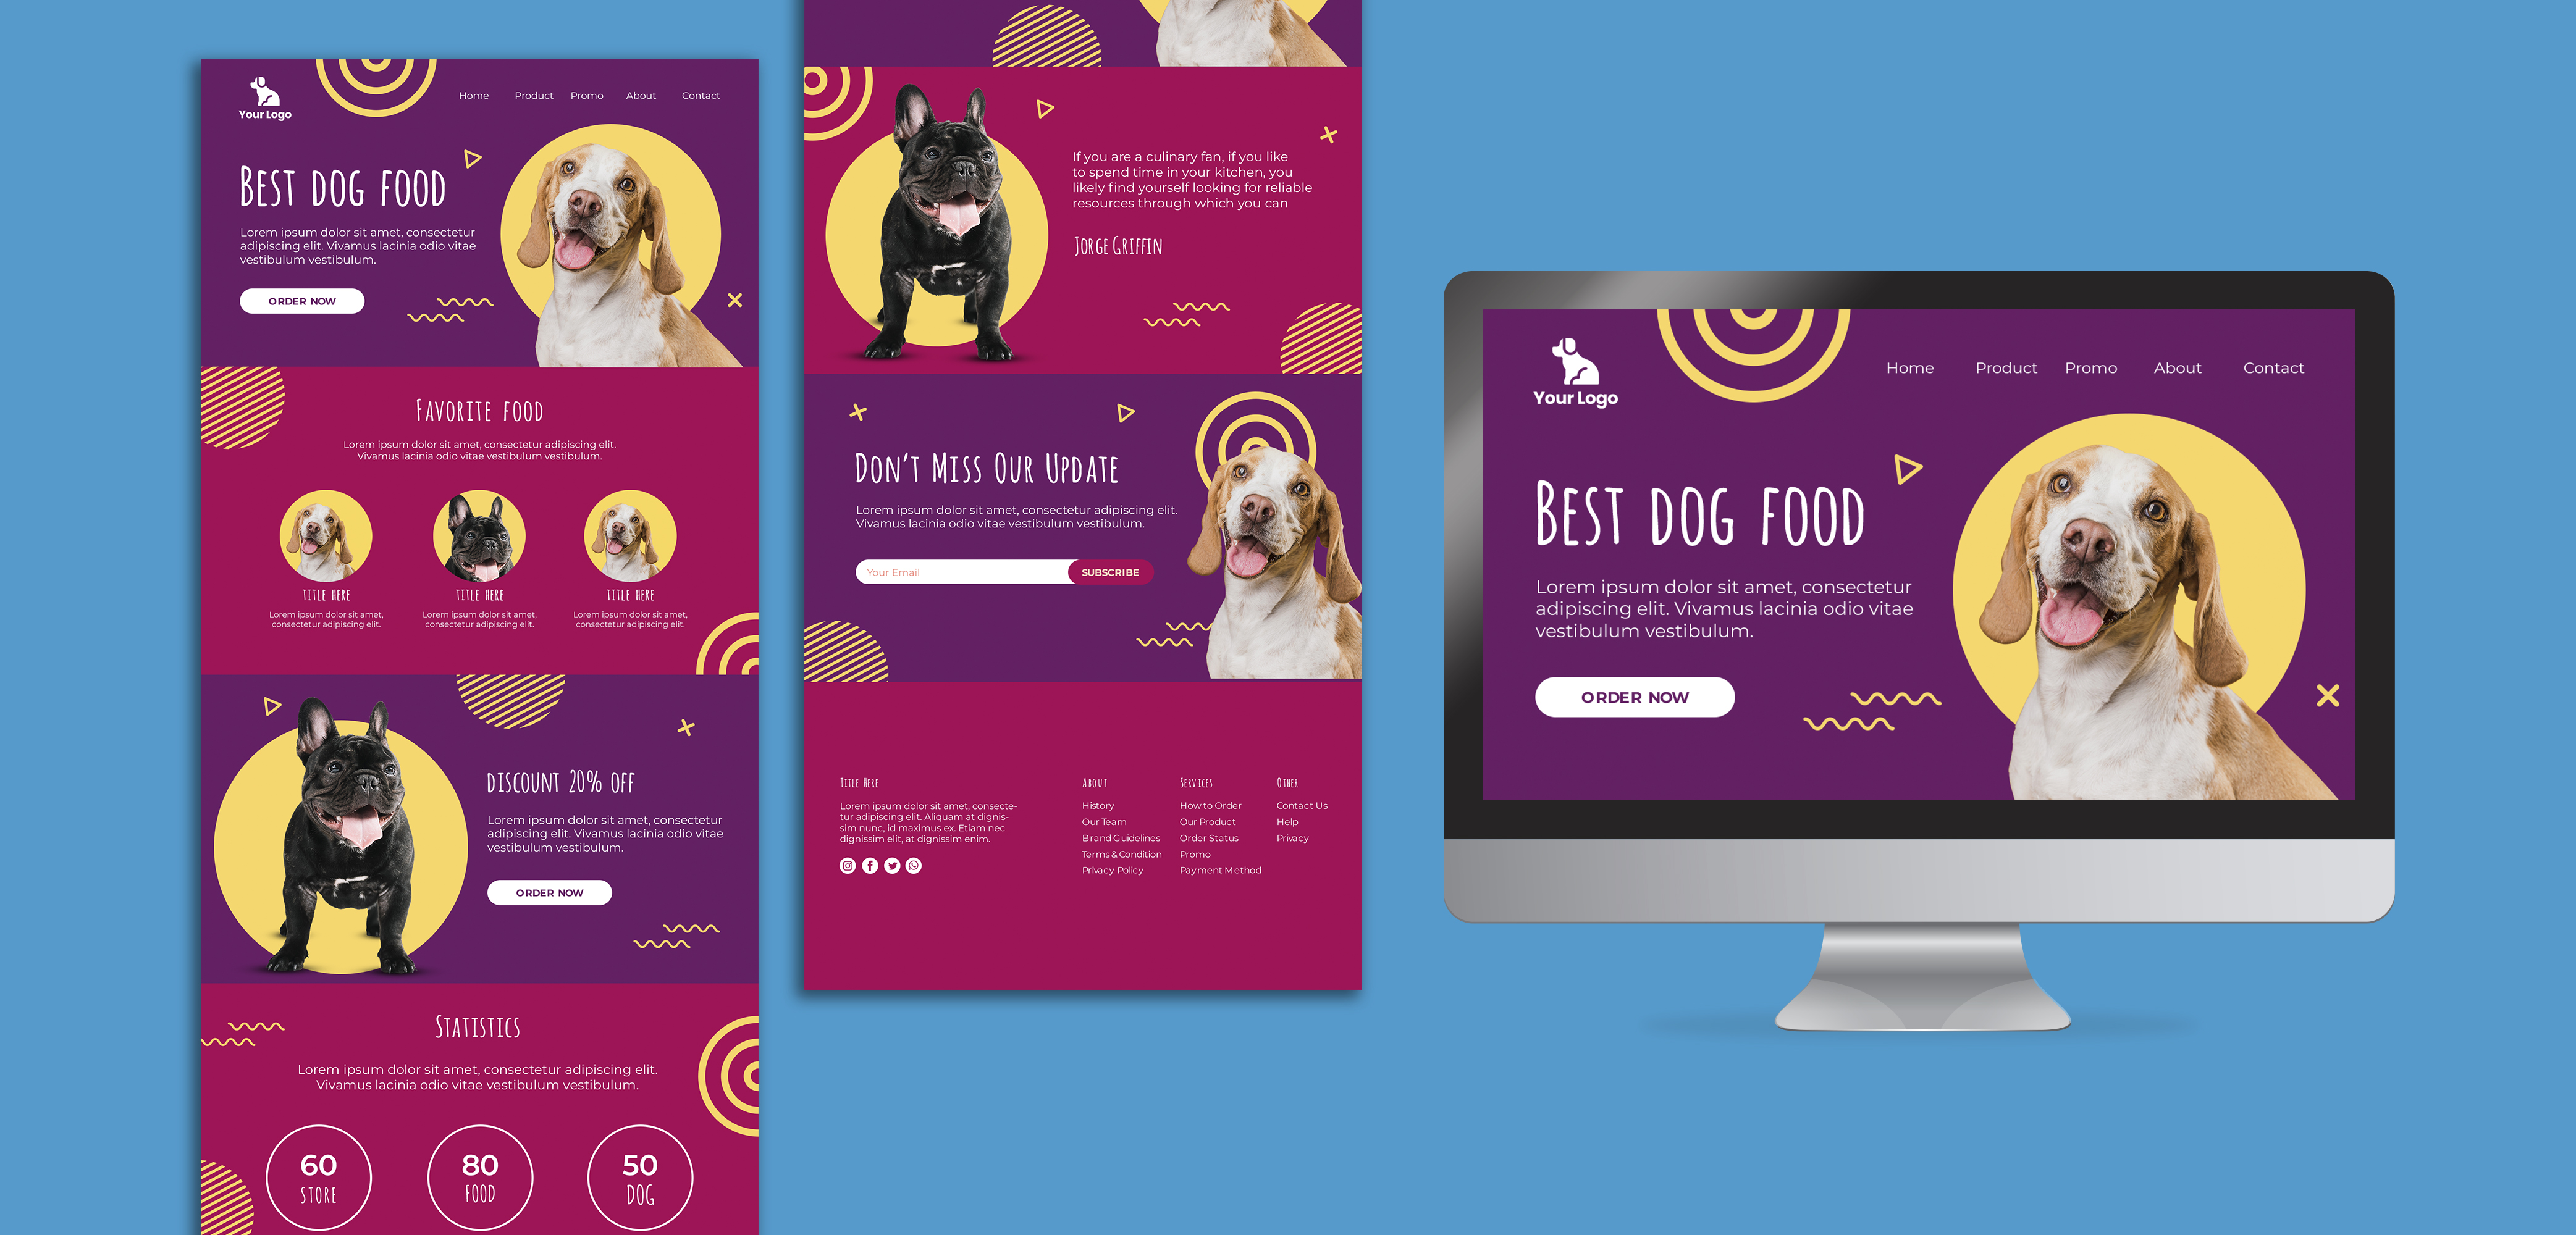 Your Logo
Home Product Promo About Contact
BEST DOG FOOD
Lorem ipsum dolor sit amet, consectetur
adipiscing elit. Vivamus lacinia odio vitae
vestibulum vestibulum.
ORDER NOW
FAVORITE FOOD
Lorem ipsum dolor sit amet, consectetur adipiscing elit.
Vivamus lacinia odio vitae vestibulum vestibulum.
TITLE HERE
Lorem ipsum dolor sit amet,
consectetur adipiscing elit.
TITLE HERE
Lorem ipsum dolor sit amet,
consectetur adipiscing elit.
TITLE HERE
Lorem ipsum dolor sit amet,
consectetur adipiscing elit.
DISCOUNT 20% OFF
Lorem ipsum dolor sit amet, consectetur
adipiscing elit. Vivamus lacinia odio vitae
vestibulum vestibulum.
ORDER NOW
STATISTICS
Lorem ipsum dolor sit amet, consectetur adipiscing elit.
Vivamus lacinia odio vitae vestibulum vestibulum.
60
STORE
80
FOOD
50
DOG
If you are a culinary fan, if you like
to spend time in your kitchen, you
likely find yourself looking for reliable
resources through which you can
JORGE GRIFFIN
DON'T MISS OUR UPDATE
Lorem ipsum dolor sit amet, consectetur adipiscing elit.
Vivamus lacinia odio vitae vestibulum vestibulum.
Your Email
SUBSCRIBE
TITLE HERE
Lorem ipsum dolor sit amet, consecte-
tur adipiscing elit. Aliquam at dignis-
sim nunc, id maximus ex. Etiam nec
dignissim elit, at dignissim enim.
ABOUT
History
Our Team
Brand Guidelines
Terms & Condition
Privacy Policy
SERVICES
How to Order
Our Product
Order Status
Promo
Payment Method
OTHER
Contact Us
Help
Privacy
Your Logo
Home Product Promo About Contact
BEST DOG FOOD
Lorem ipsum dolor sit amet, consectetur
adipiscing elit. Vivamus lacinia odio vitae
vestibulum vestibulum.
ORDER NOW